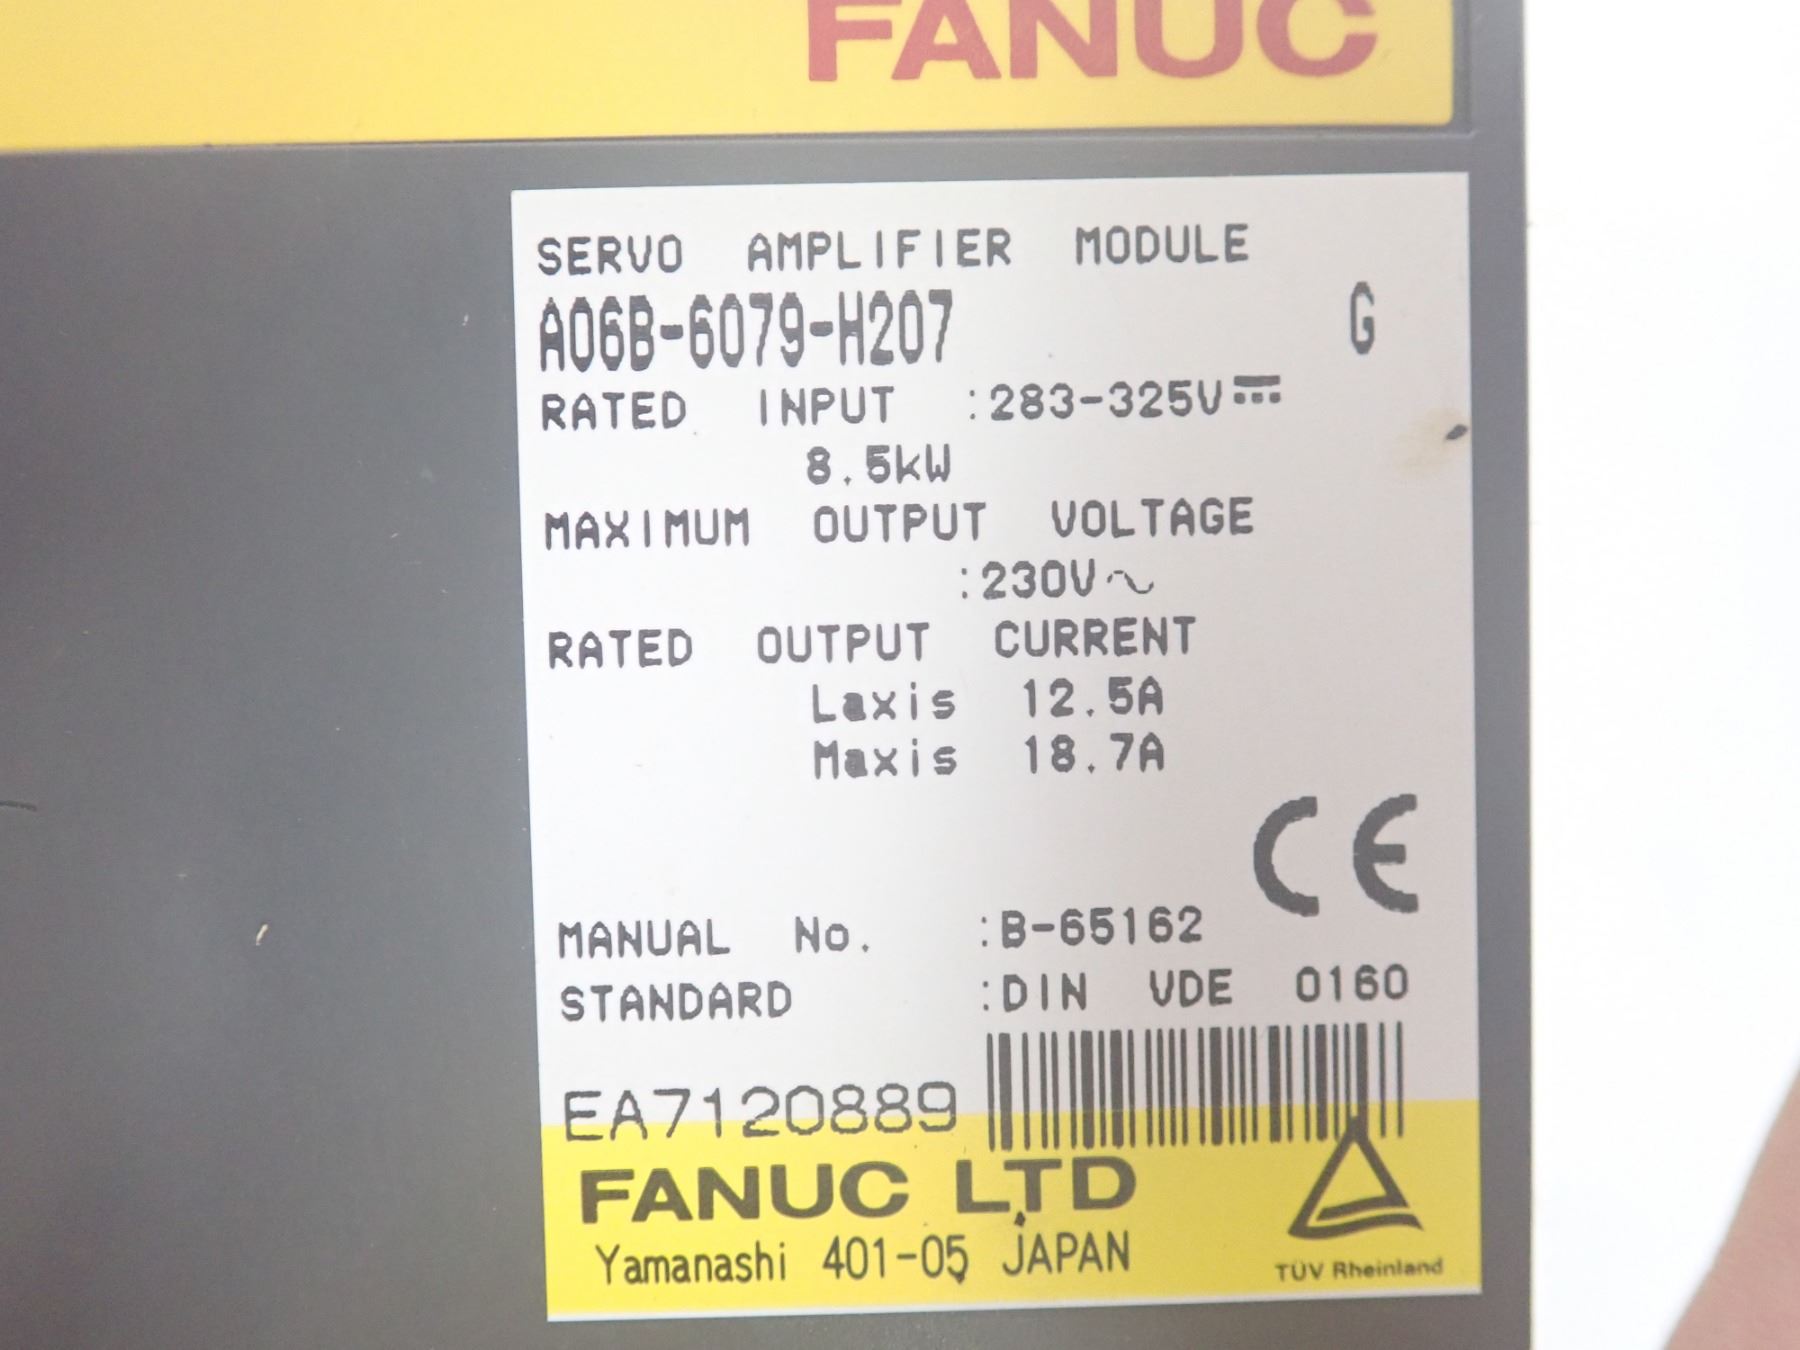 FANUC
SERVO AMPLIFIER MODULE
A06B-6079-H207 G
RATED INPUT :283-325V⎓
8.5kW
MAXIMUM OUTPUT VOLTAGE
:230V~
RATED OUTPUT CURRENT
Laxis 12.5A
Maxis 18.7A
CE
MANUAL No. :B-65162
STANDARD :DIN VDE 0160
EA7120889
FANUC LTD
Yamanashi 401-05 JAPAN
TÜV Rheinland